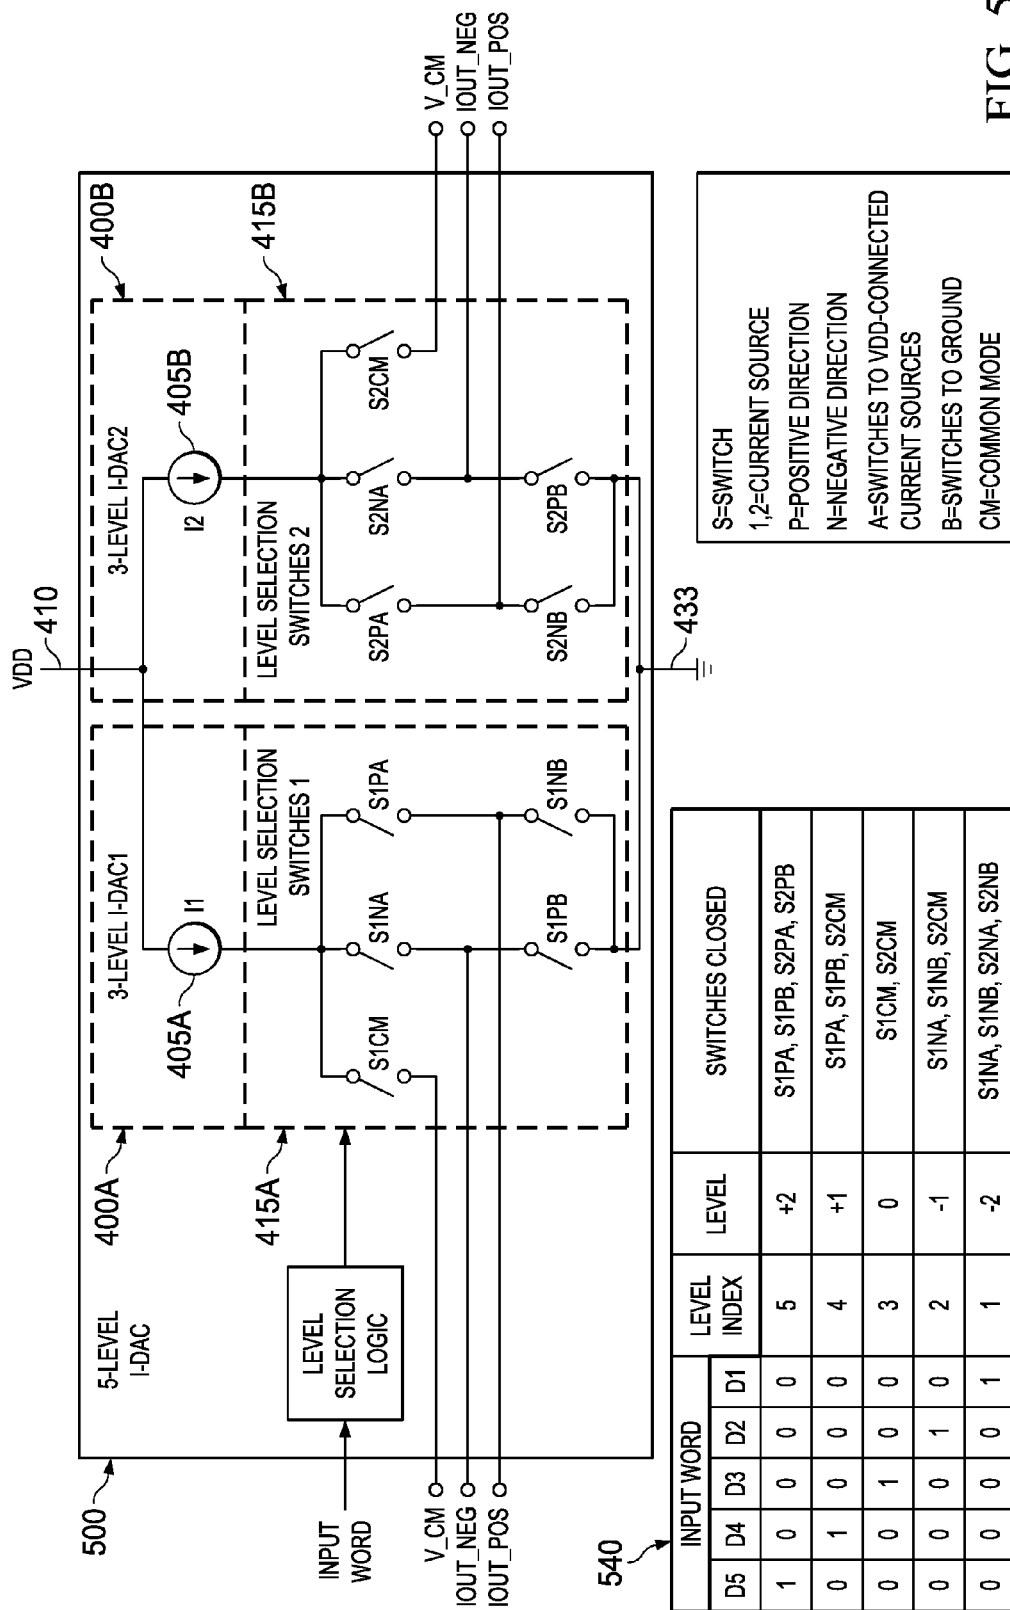 VDD
410
5-LEVEL
I-DAC
500
400A
3-LEVEL I-DAC1
405A
I1
3-LEVEL I-DAC2
400B
I2
405B
415A
LEVEL SELECTION
SWITCHES 1
S1CM
S1NA
S1PA
S1PB
S1NB
LEVEL SELECTION
SWITCHES 2
415B
S2PA
S2NA
S2CM
S2NB
S2PB
INPUT
WORD
LEVEL
SELECTION
LOGIC
V_CM
IOUT_NEG
IOUT_POS
V_CM
IOUT_NEG
IOUT_POS
433
540
INPUT WORD LEVEL INDEX LEVEL SWITCHES CLOSED
D5 D4 D3 D2 D1
1 0 0 0 0 5 +2 S1PA, S1PB, S2PA, S2PB
0 1 0 0 0 4 +1 S1PA, S1PB, S2CM
0 0 1 0 0 3 0 S1CM, S2CM
0 0 0 1 0 2 -1 S1NA, S1NB, S2CM
0 0 0 0 1 1 -2 S1NA, S1NB, S2NA, S2NB
S=SWITCH
1,2=CURRENT SOURCE
P=POSITIVE DIRECTION
N=NEGATIVE DIRECTION
A=SWITCHES TO VDD-CONNECTED
CURRENT SOURCES
B=SWITCHES TO GROUND
CM=COMMON MODE
FIG. 5